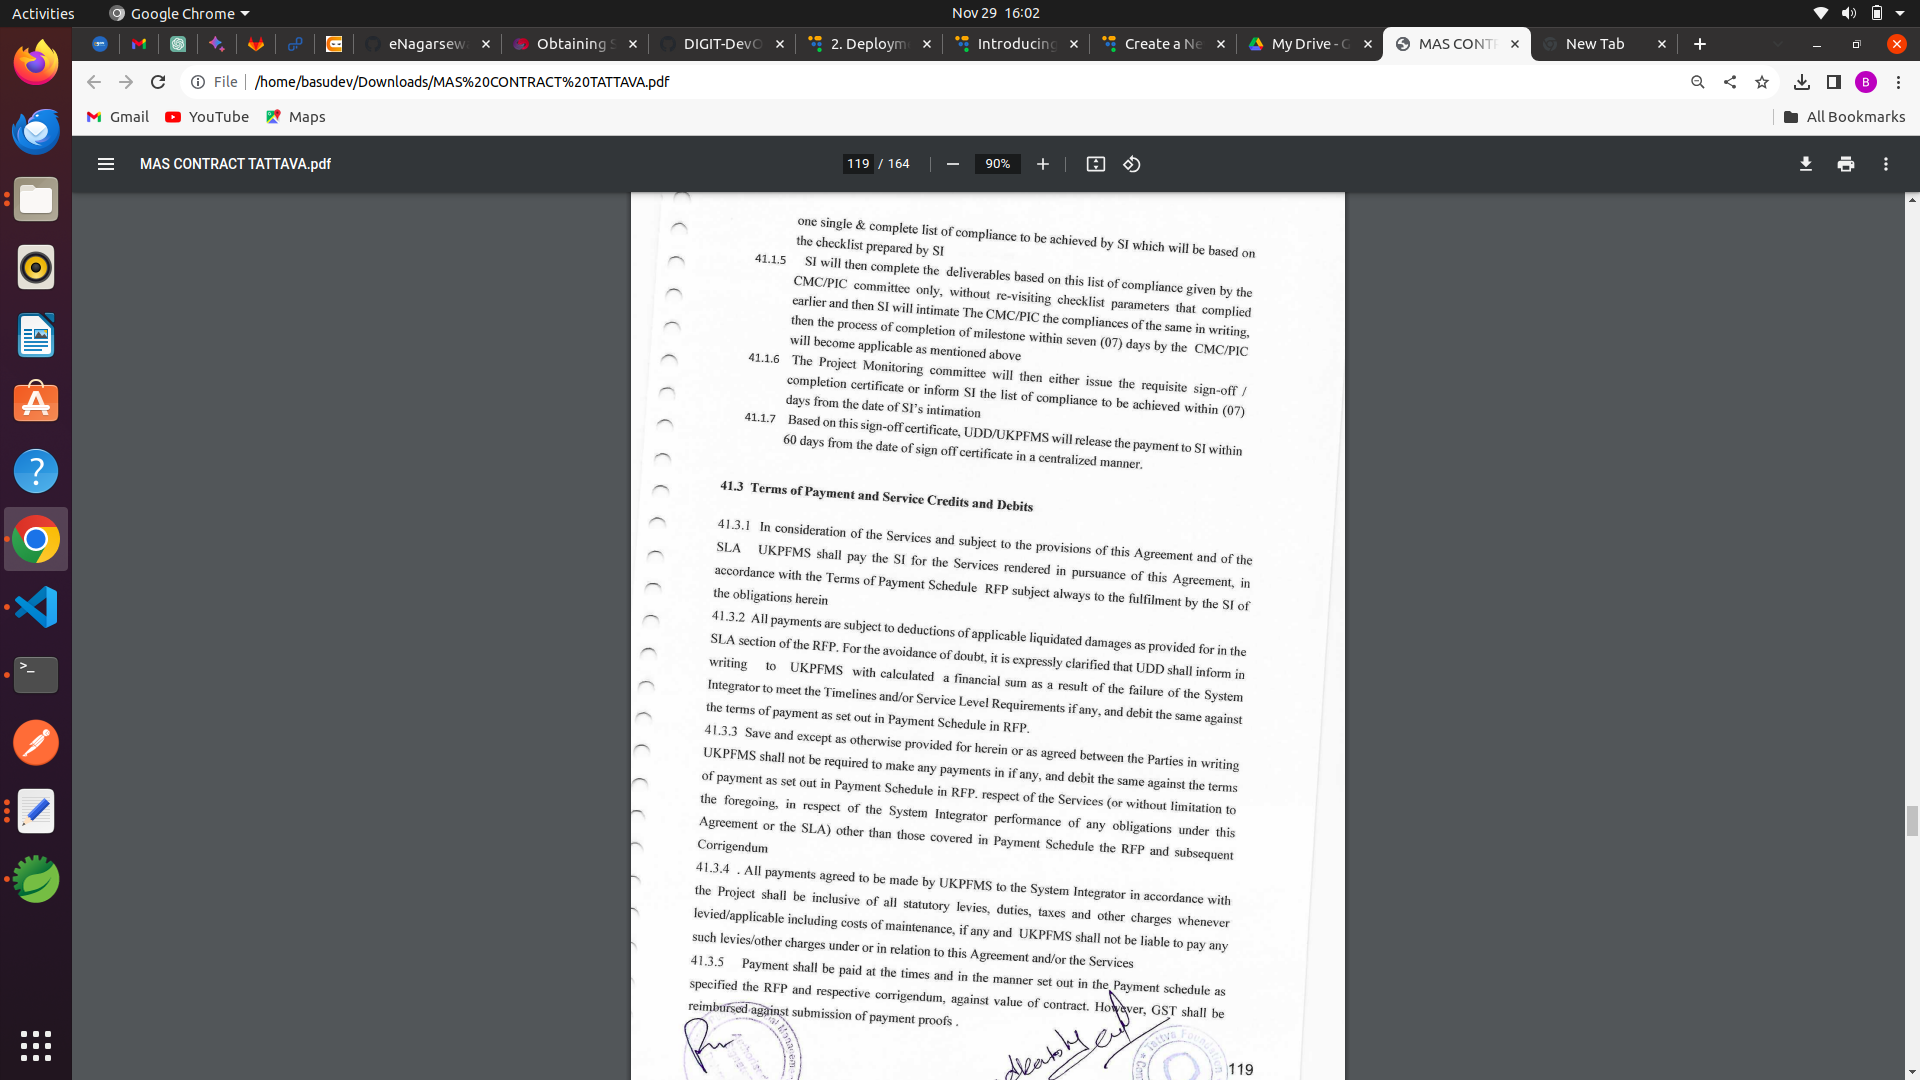 Activities
Google Chrome
Nov 29 16:02
eNagarsew
Obtaining S
DIGIT-DevO
2. Deploym
Introducing
Create a Ne
My Drive - G
MAS CONT
New Tab
File
/home/basudev/Downloads/MAS%20CONTRACT%20TATTAVA.pdf
B
Gmail
YouTube
Maps
All Bookmarks
MAS CONTRACT TATTAVA.pdf
119 / 164
90%
one single & complete list of compliance to be achieved by SI which will be based on
the checklist prepared by SI
41.1.5 SI will then complete the deliverables based on this list of compliance given by the
CMC/PIC committee only, without re-visiting checklist parameters that complied
earlier and then SI will intimate The CMC/PIC the compliances of the same in writing,
then the process of completion of milestone within seven (07) days by the CMC/PIC
will become applicable as mentioned above
41.1.6 The Project Monitoring committee will then either issue the requisite sign-off /
completion certificate or inform SI the list of compliance to be achieved within (07)
days from the date of SI's intimation
41.1.7 Based on this sign-off certificate, UDD/UKPFMS will release the payment to SI within
60 days from the date of sign off certificate in a centralized manner.
41.3 Terms of Payment and Service Credits and Debits
41.3.1 In consideration of the Services and subject to the provisions of this Agreement and of the
SLA UKPFMS shall pay the SI for the Services rendered in pursuance of this Agreement, in
accordance with the Terms of Payment Schedule RFP subject always to the fulfilment by the SI of
the obligations herein
41.3.2 All payments are subject to deductions of applicable liquidated damages as provided for in the
SLA section of the RFP. For the avoidance of doubt, it is expressly clarified that UDD shall inform in
writing to UKPFMS with calculated a financial sum as a result of the failure of the System
Integrator to meet the Timelines and/or Service Level Requirements if any, and debit the same against
the terms of payment as set out in Payment Schedule in RFP.
41.3.3 Save and except as otherwise provided for herein or as agreed between the Parties in writing
UKPFMS shall not be required to make any payments in if any, and debit the same against the terms
of payment as set out in Payment Schedule in RFP. respect of the Services (or without limitation to
the foregoing, in respect of the System Integrator performance of any obligations under this
Agreement or the SLA) other than those covered in Payment Schedule the RFP and subsequent
Corrigendum
41.3.4 . All payments agreed to be made by UKPFMS to the System Integrator in accordance with
the Project shall be inclusive of all statutory levies, duties, taxes and other charges whenever
levied/applicable including costs of maintenance, if any and UKPFMS shall not be liable to pay any
such levies/other charges under or in relation to this Agreement and/or the Services
41.3.5 Payment shall be paid at the times and in the manner set out in the Payment schedule as
specified the RFP and respective corrigendum, against value of contract. However, GST shall be
reimbursed against submission of payment proofs .
Tattva Foundation
119